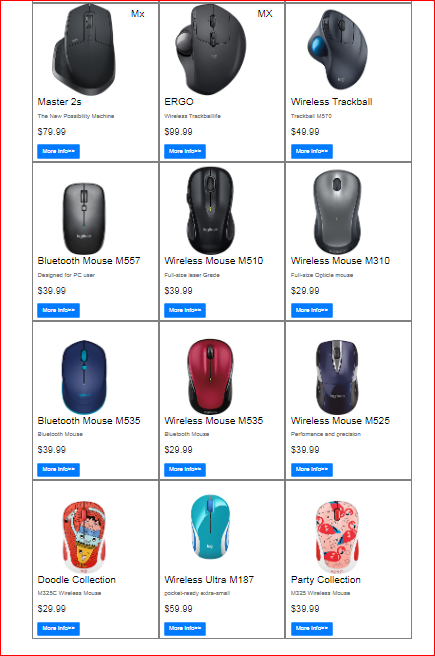 Mx
Master 2s
The New Possibility Machine
$79.99
More Info>>
MX
ERGO
Wireless Trackballlife
$99.99
More Info>>
Wireless Trackball
Trackball M570
$49.99
More Info>>
Bluetooth Mouse M557
Designed for PC user
$39.99
More Info>>
Wireless Mouse M510
Full-size laser Grade
$39.99
More Info>>
Wireless Mouse M310
Full-size Opticle mouse
$29.99
More Info>>
Bluetooth Mouse M535
Bluetooth Mouse
$39.99
More Info>>
Wireless Mouse M535
Bluetooth Mouse
$29.99
More Info>>
Wireless Mouse M525
Perfomance and precision
$39.99
More Info>>
Doodle Collection
M325C Wireless Mouse
$29.99
More Info>>
Wireless Ultra M187
pocket-ready extra-small
$59.99
More Info>>
Party Collection
M325 Wireless Mouse
$39.99
More Info>>